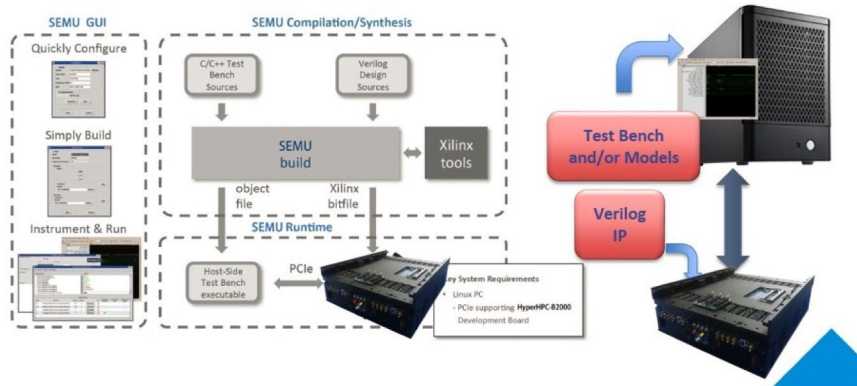 SEMU GUI
Quickly Configure
Simply Build
Instrument & Run
SEMU Compilation/Synthesis
C/C++ Test
Bench
Sources
Verilog
Design
Sources
SEMU
build
Xilinx
tools
object
file
Xilinx
bitfile
SEMU Runtime
Host-Side
Test Bench
executable
PCIe
ey System Requirements
• Linux PC
- PCIe supporting HyperHPC-B2000
Development Board
Test Bench
and/or Models
Verilog
IP